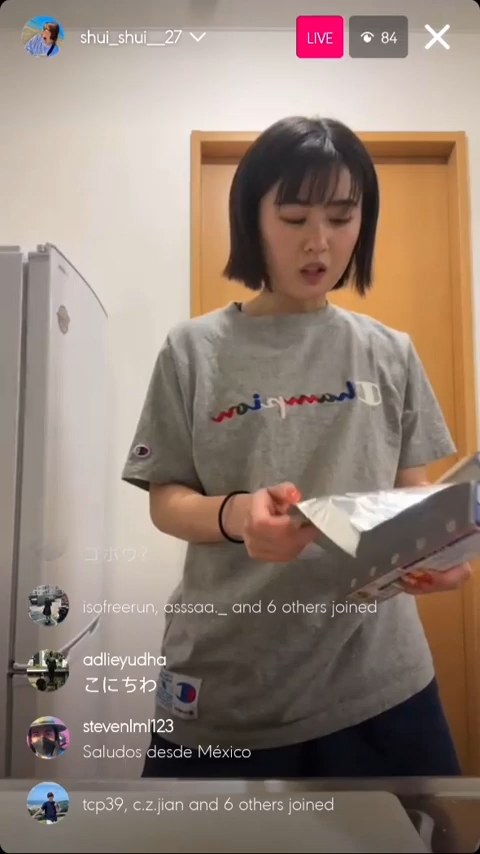 shui_shui__27
LIVE
84
Champion
ゴボウ?
isofreerun, asssaa._ and 6 others joined
adlieyudha
こにちわ
stevenlml123
Saludos desde México
tcp39, c.z.jian and 6 others joined